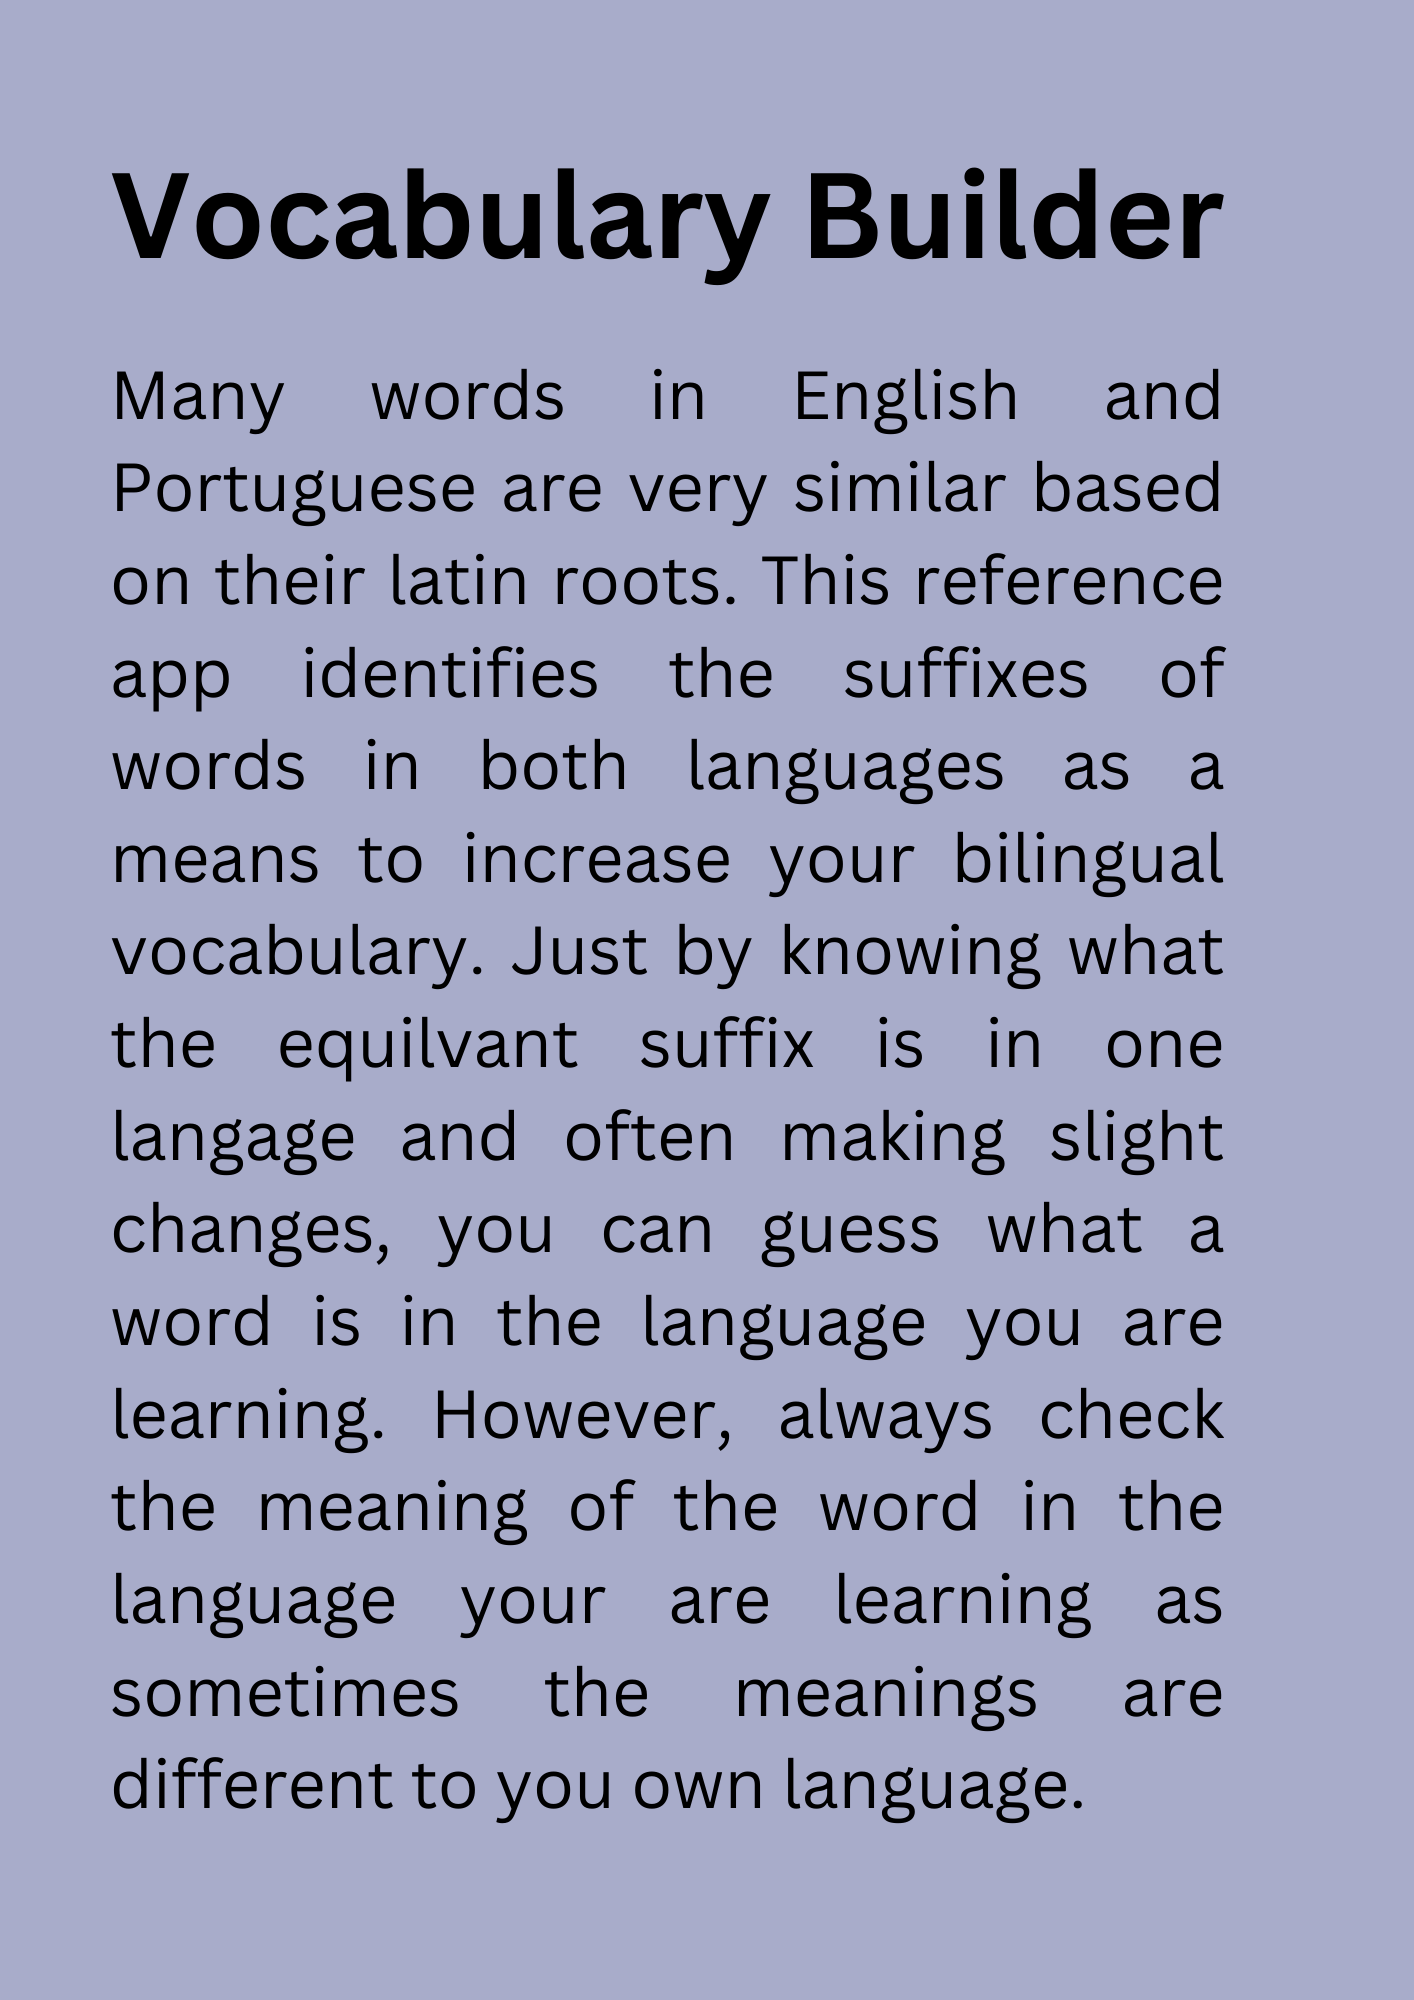 Vocabulary Builder
Many words in English and
Portuguese are very similar based
on their latin roots. This reference
app identifies the suffixes of
words in both languages as a
means to increase your bilingual
vocabulary. Just by knowing what
the equilvant suffix is in one
langage and often making slight
changes, you can guess what a
word is in the language you are
learning. However, always check
the meaning of the word in the
language your are learning as
sometimes the meanings are
different to you own language.